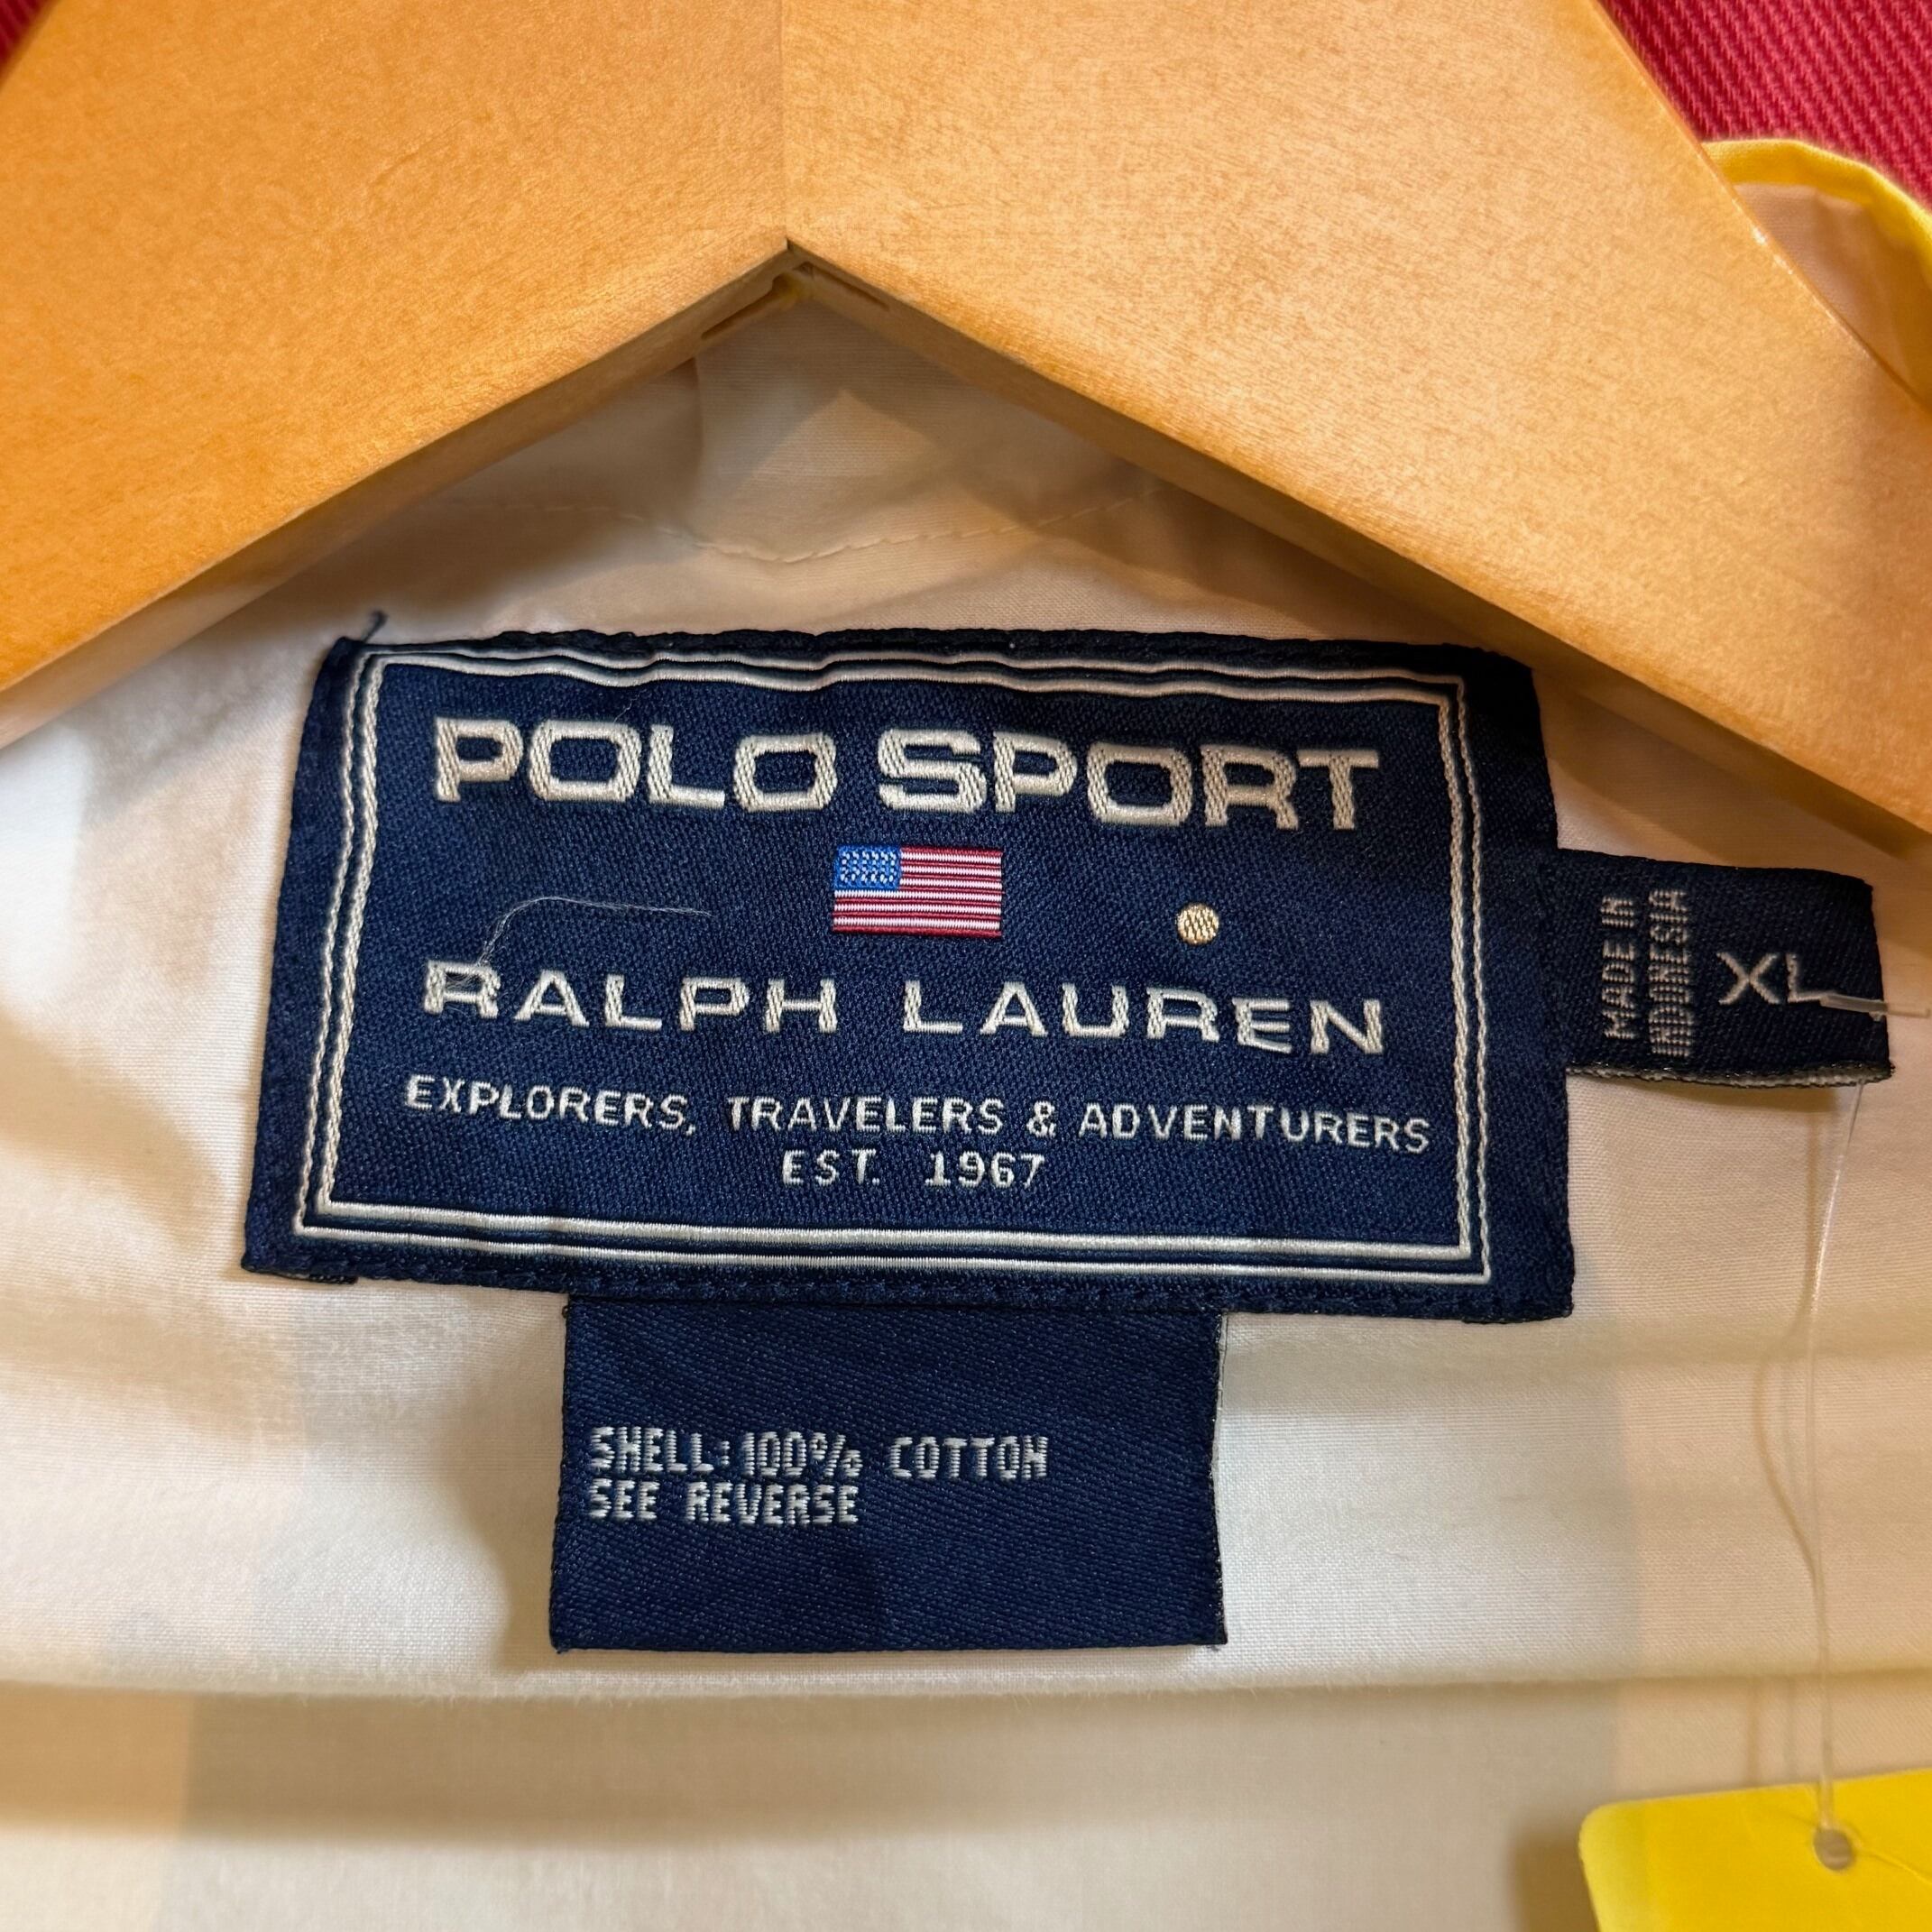 POLO SPORT
RALPH LAUREN
EXPLORERS, TRAVELERS & ADVENTURERS
EST. 1967
MADE IN
INDONESIA
XL
SHELL: 100% COTTON
SEE REVERSE